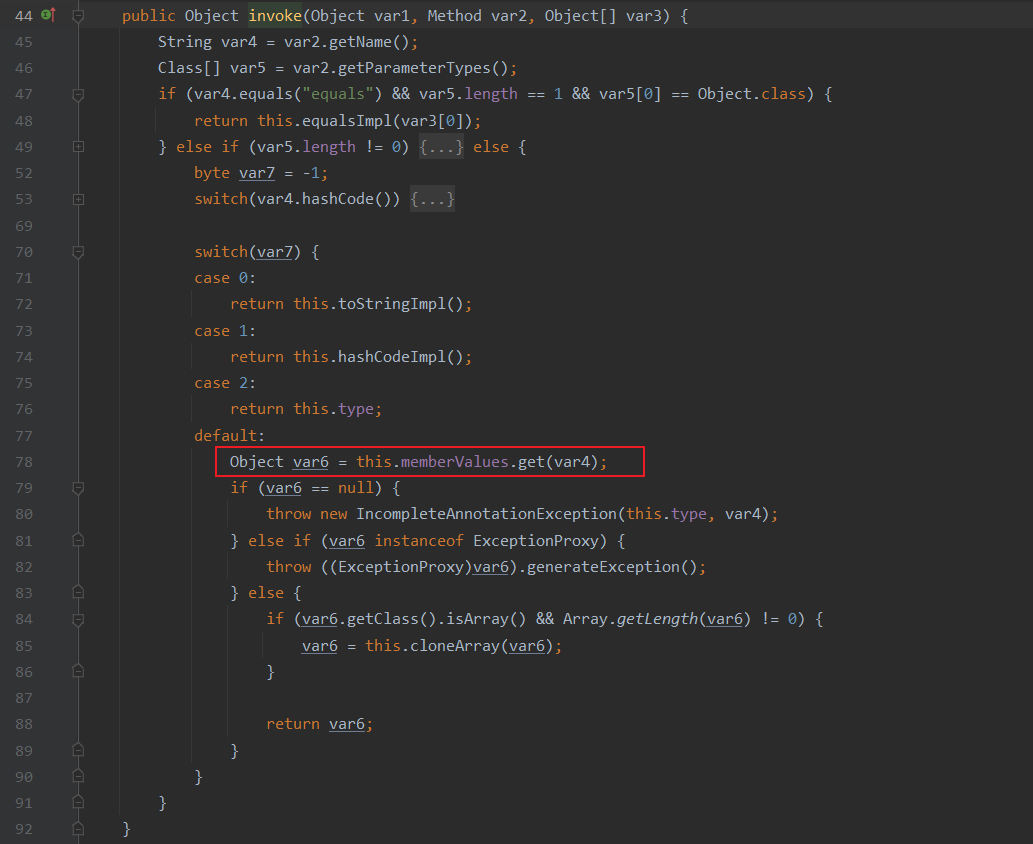 44 public Object invoke(Object var1, Method var2, Object[] var3) {
45 String var4 = var2.getName();
46 Class[] var5 = var2.getParameterTypes();
47 if (var4.equals("equals") && var5.length == 1 && var5[0] == Object.class) {
48 return this.equalsImpl(var3[0]);
49 } else if (var5.length != 0) {...} else {
52 byte var7 = -1;
53 switch(var4.hashCode()) {...}
69
70 switch(var7) {
71 case 0:
72 return this.toStringImpl();
73 case 1:
74 return this.hashCodeImpl();
75 case 2:
76 return this.type;
77 default:
78 Object var6 = this.memberValues.get(var4);
79 if (var6 == null) {
80 throw new IncompleteAnnotationException(this.type, var4);
81 } else if (var6 instanceof ExceptionProxy) {
82 throw ((ExceptionProxy)var6).generateException();
83 } else {
84 if (var6.getClass().isArray() && Array.getLength(var6) != 0) {
85 var6 = this.cloneArray(var6);
86 }
87
88 return var6;
89 }
90 }
91 }
92 }